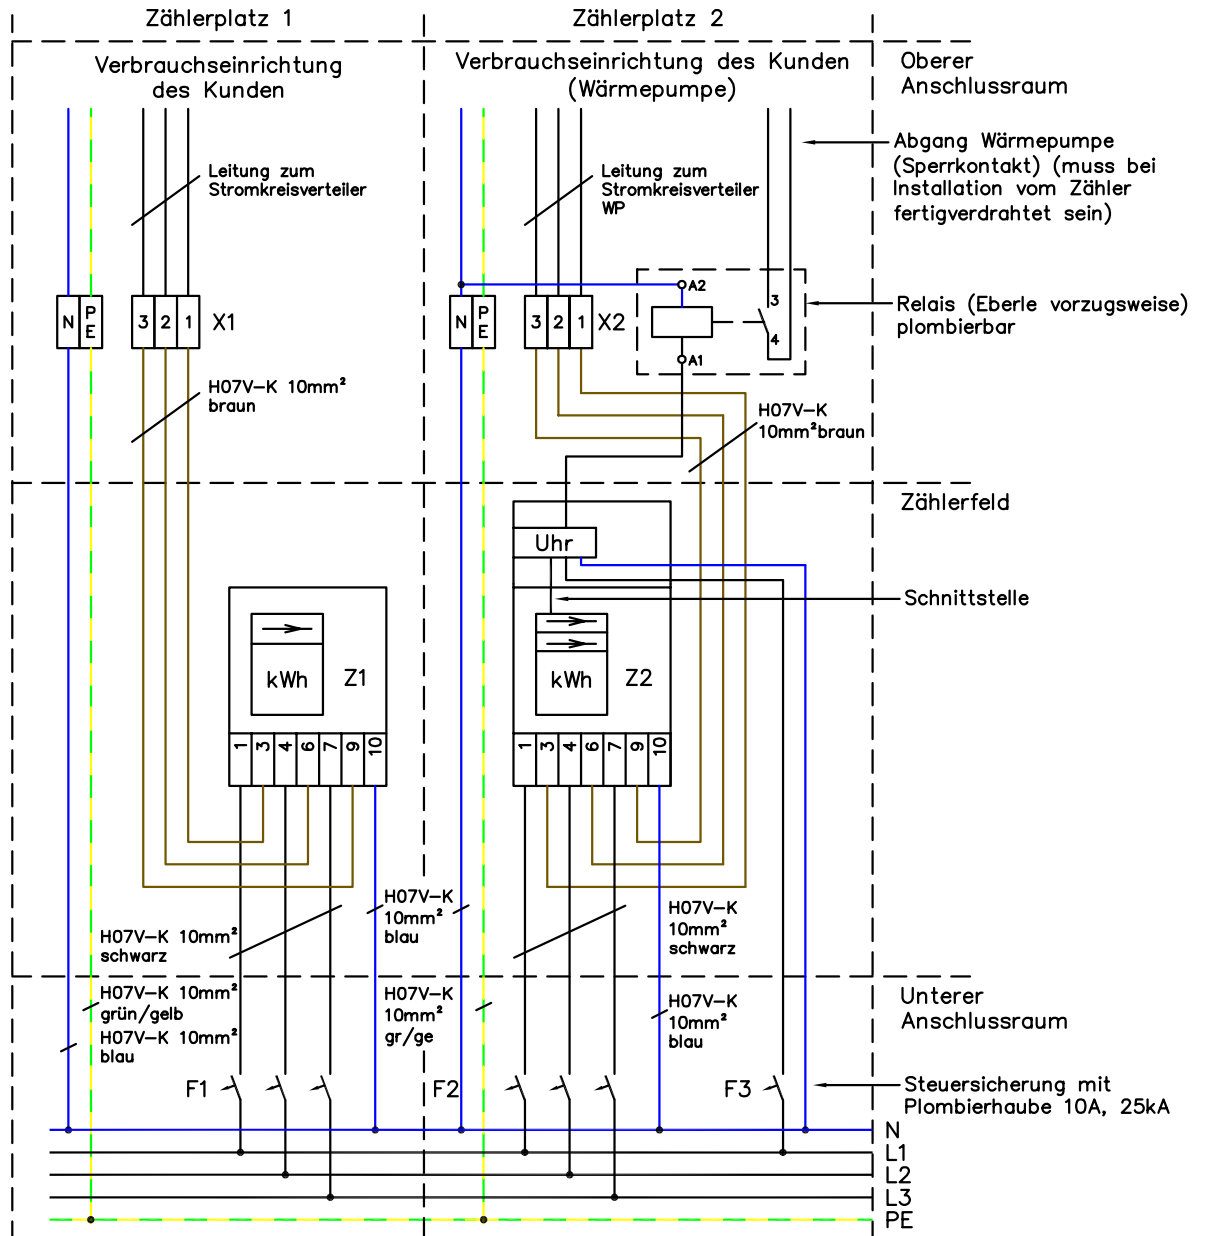 Zählerplatz 1
Zählerplatz 2
Verbrauchseinrichtung
des Kunden
Verbrauchseinrichtung des Kunden
(Wärmepumpe)
Oberer
Anschlussraum
Leitung zum
Stromkreisverteiler
Leitung zum
Stromkreisverteiler
WP
Abgang Wärmepumpe
(Sperrkontakt) (muss bei
Installation vom Zähler
fertigverdrahtet sein)
N
PE
3 2 1
X1
N
PE
3 2 1
X2
A2
A1
3
4
Relais (Eberle vorzugsweise)
plombierbar
H07V-K 10mm²
braun
H07V-K
10mm²braun
Zählerfeld
Uhr
Schnittstelle
kWh
Z1
kWh
Z2
1 3 4 6 7 9 10
1 3 4 6 7 9 10
H07V-K 10mm²
schwarz
H07V-K
10mm²
blau
H07V-K
10mm²
schwarz
H07V-K 10mm²
grün/gelb
H07V-K 10mm²
blau
H07V-K
10mm²
gr/ge
H07V-K
10mm²
blau
Unterer
Anschlussraum
F1
F2
F3
Steuersicherung mit
Plombierhaube 10A, 25kA
N
L1
L2
L3
PE